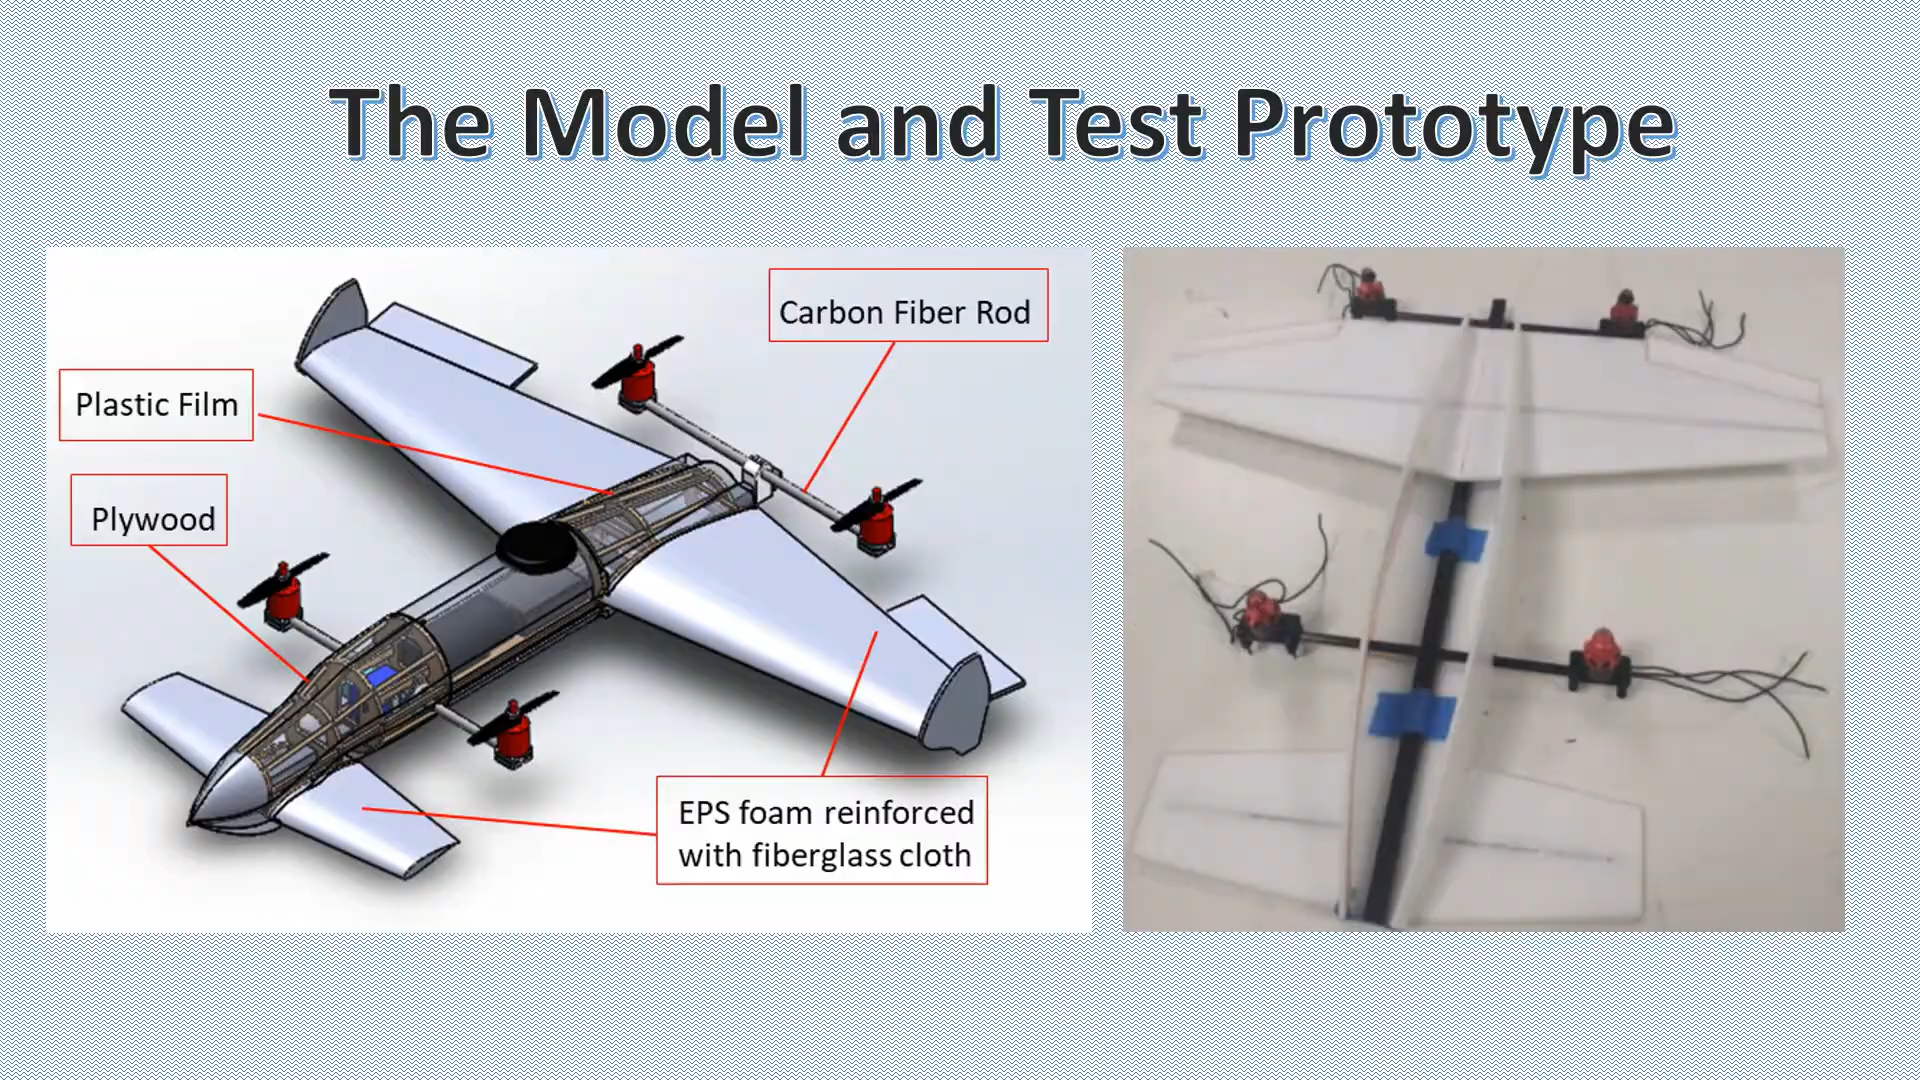 The Model and Test Prototype
Carbon Fiber Rod
Plastic Film
Plywood
EPS foam reinforced
with fiberglass cloth